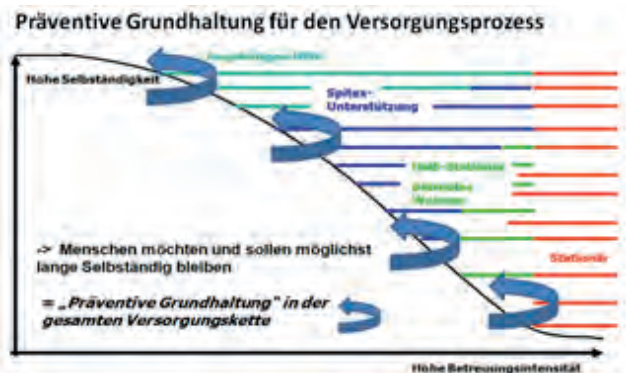 Präventive Grundhaltung für den Versorgungsprozess
Hohe Selbständigkeit
Spitex-
Unterstützung
Stationär
-> Menschen möchten und sollen möglichst
lange Selbständig bleiben
= „Präventive Grundhaltung“ in der
gesamten Versorgungskette
Hohe Betreuungsintensität